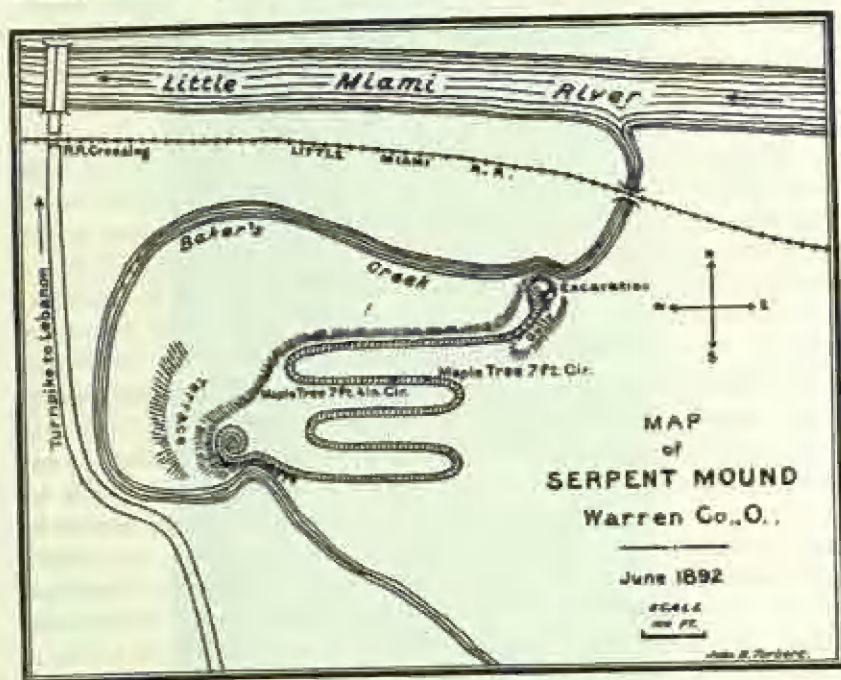 Little Miami River
R.R. Crossing
LITTLE MIAMI R. R.
Baker's Creek
Excavation
N
W E
S
Maple Tree 7 Ft. Cir.
Maple Tree 7 Ft. 4 In. Cir.
Terrace
Turnpike to Lebanon
MAP
of
SERPENT MOUND
Warren Co., O.,
June 1892
SCALE
100 FT.